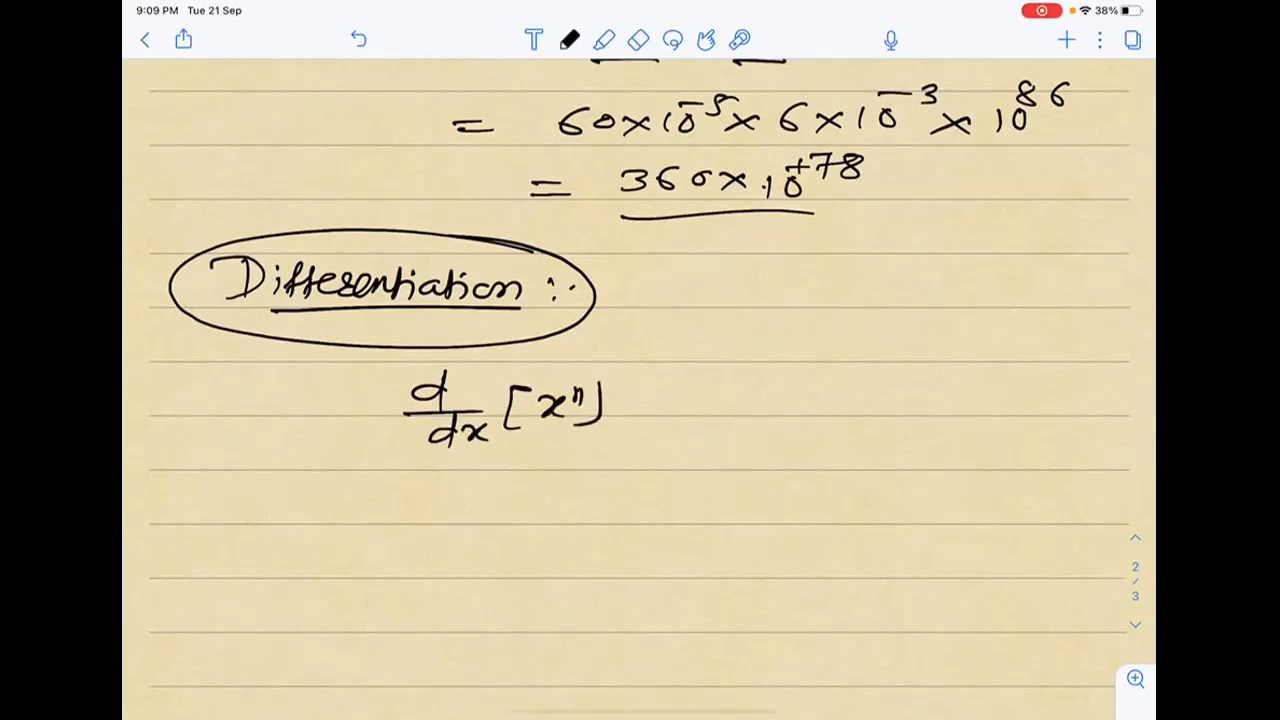 9:09 PM Tue 21 Sep
38%
T
= 60×10⁻⁵× 6×10⁻³ × 10⁸⁶
= 360×10⁺⁷⁸
Differentiation :-
d/dx [xⁿ]
2
/
3